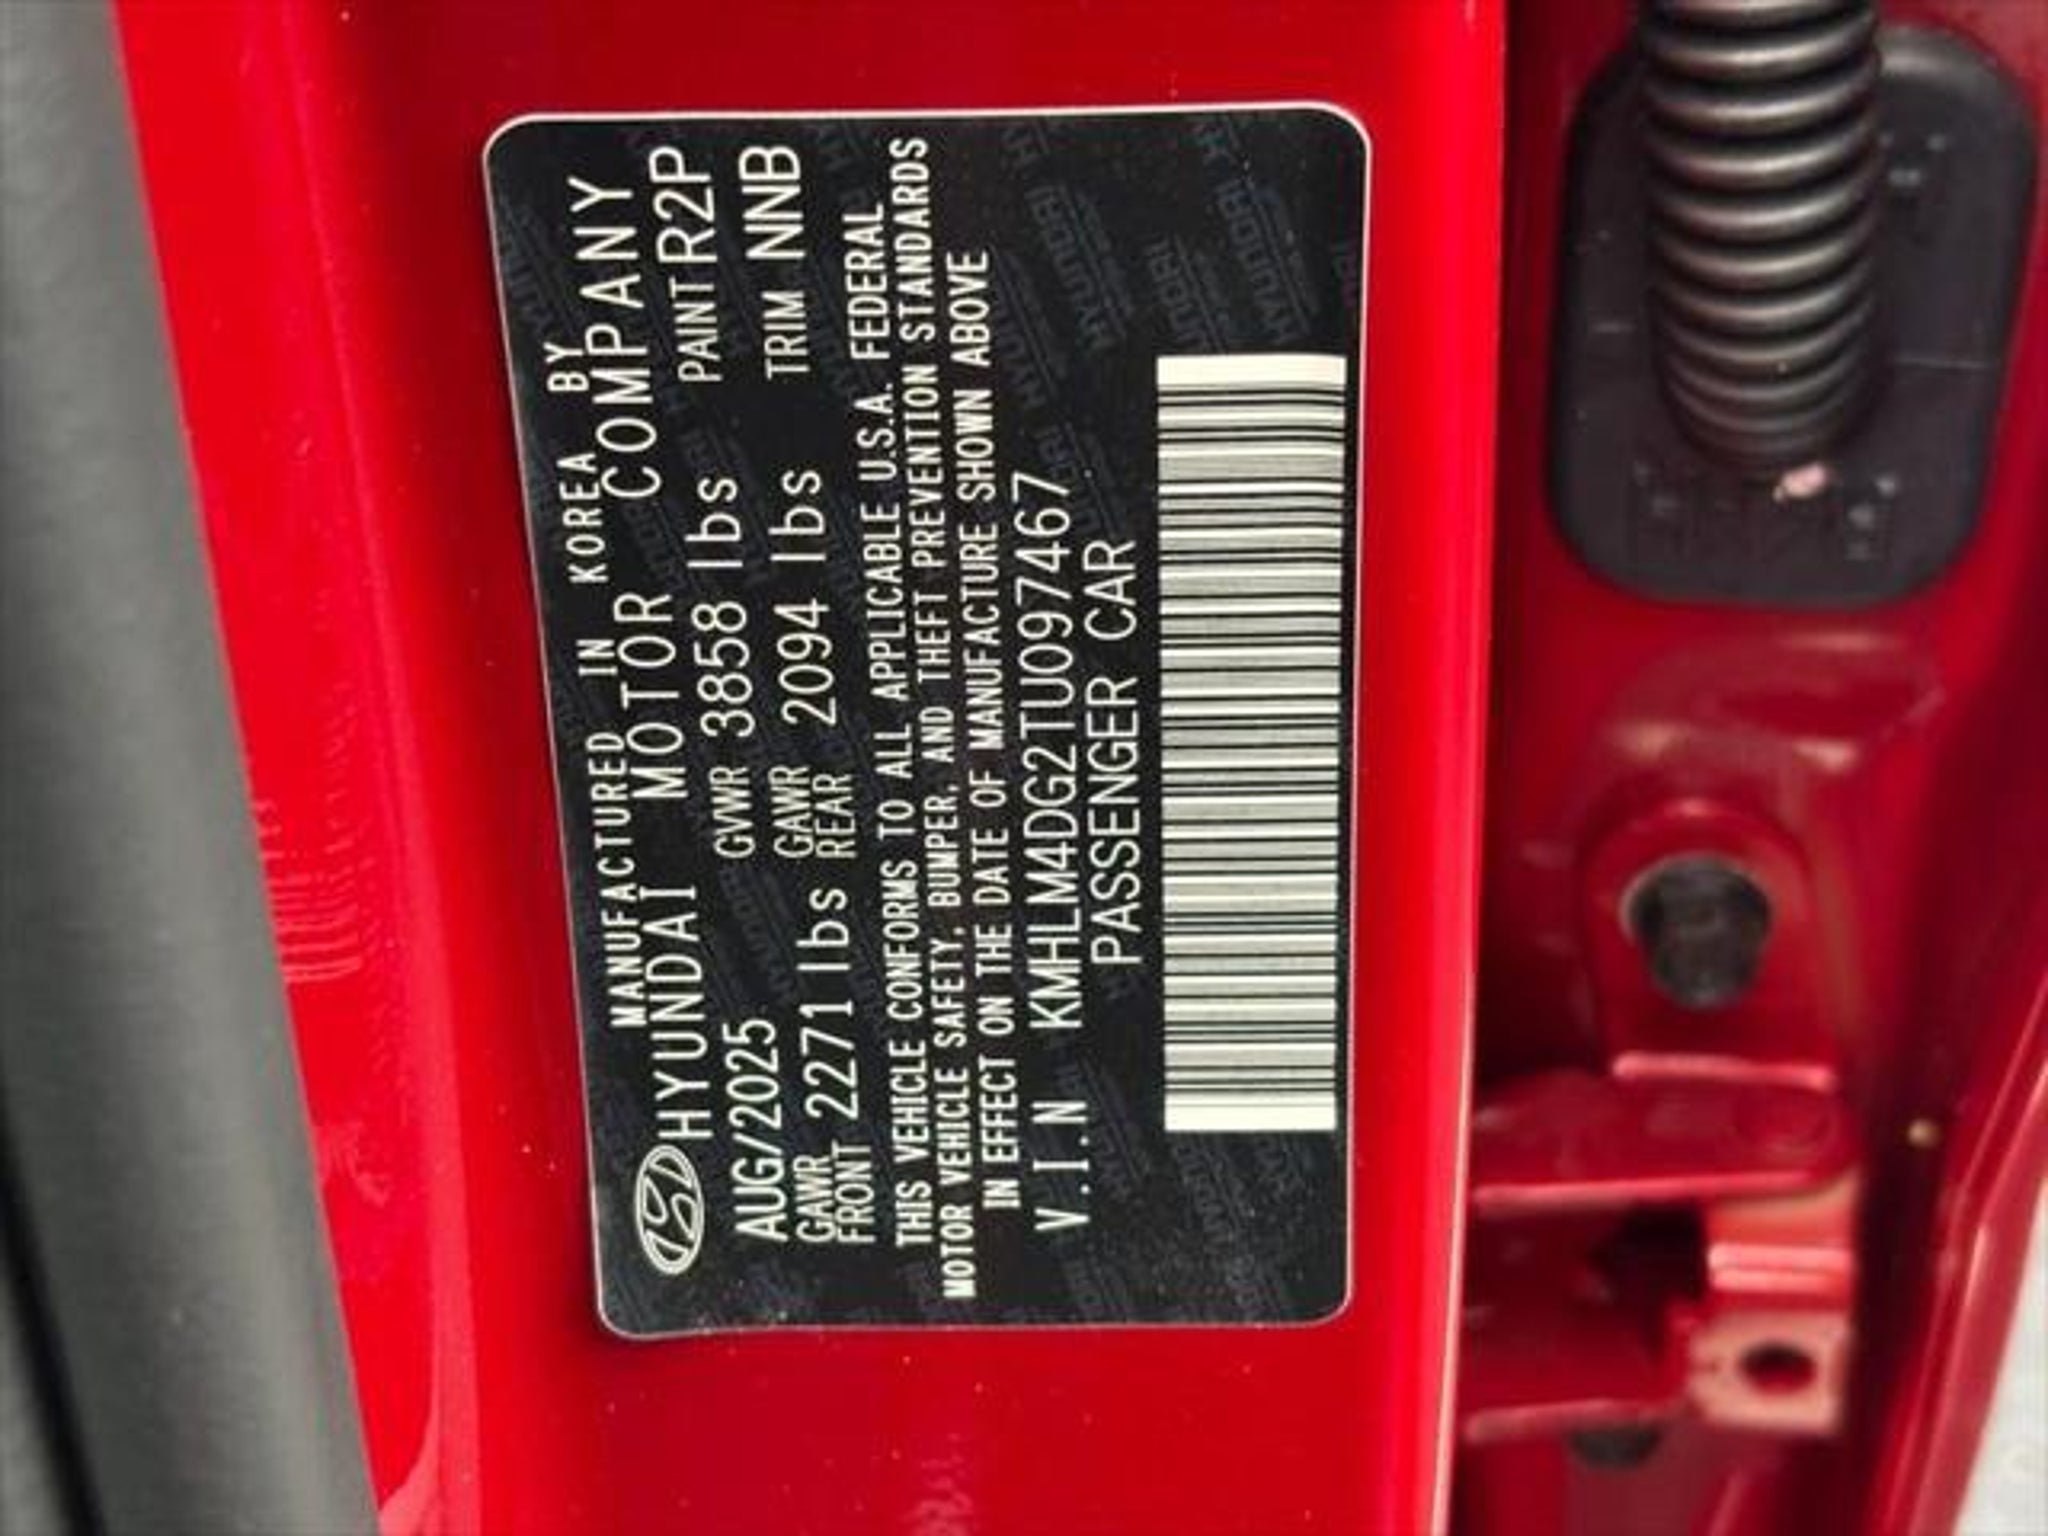 MANUFACTURED IN KOREA BY
HYUNDAI MOTOR COMPANY
AUG/2025 GVWR 3858 lbs PAINT R2P
GAWR FRONT 2271 lbs GAWR REAR 2094 lbs TRIM NNB
THIS VEHICLE CONFORMS TO ALL APPLICABLE U.S.A. FEDERAL
MOTOR VEHICLE SAFETY, BUMPER, AND THEFT PREVENTION STANDARDS
IN EFFECT ON THE DATE OF MANUFACTURE SHOWN ABOVE
V.I.N KMHLM4DG2TU097467
PASSENGER CAR